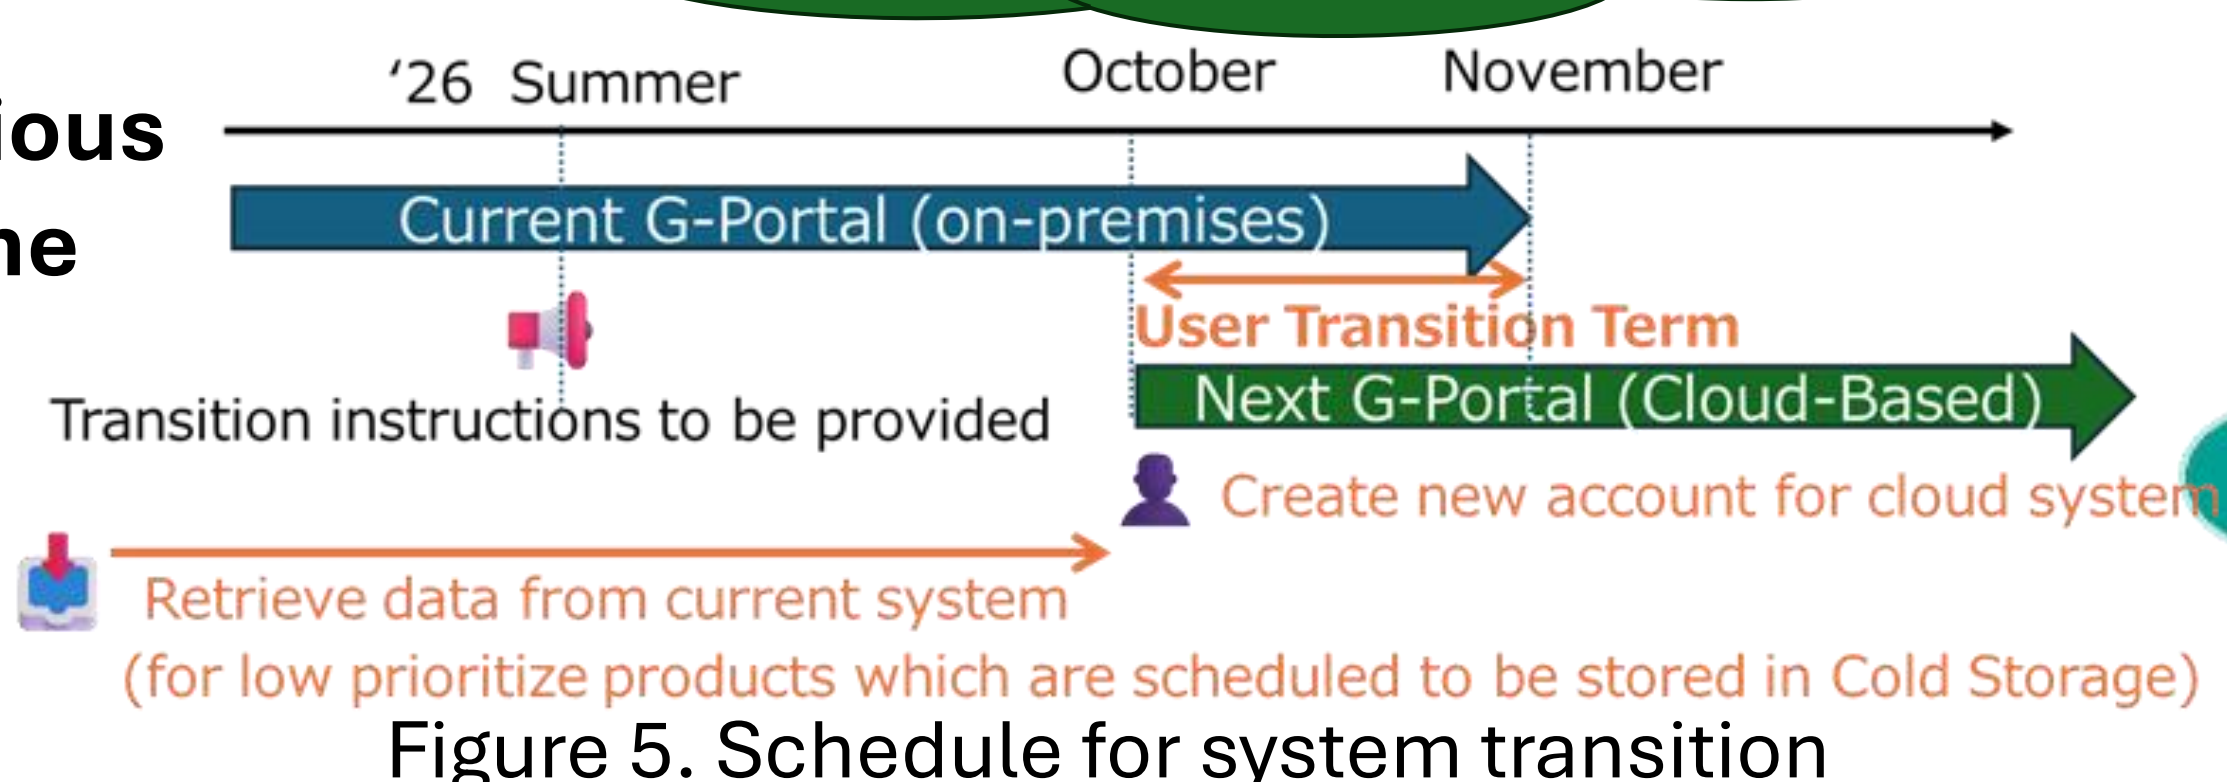 ‘26 Summer
October
November
Current G-Portal (on-premises)
User Transition Term
Next G-Portal (Cloud-Based)
Transition instructions to be provided
Create new account for cloud system
Retrieve data from current system
(for low prioritize products which are scheduled to be stored in Cold Storage)
Figure 5. Schedule for system transition